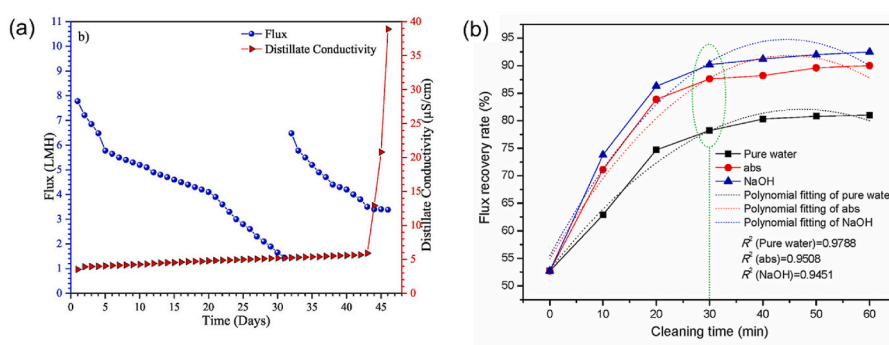 (a)
b)
Flux
Distillate Conductivity
Flux (LMH)
11
10
9
8
7
6
5
4
3
2
1
0
0
5
10
15
20
25
30
35
40
45
Time (Days)
40
35
30
25
20
15
10
5
0
Distillate Conductivity (µS/cm)
(b)
Flux recovery rate (%)
95
90
85
80
75
70
65
60
55
50
0
10
20
30
40
50
60
Cleaning time (min)
Pure water
abs
NaOH
Polynomial fitting of pure water
Polynomial fitting of abs
Polynomial fitting of NaOH
R² (Pure water)=0.9788
R² (abs)=0.9508
R² (NaOH)=0.9451